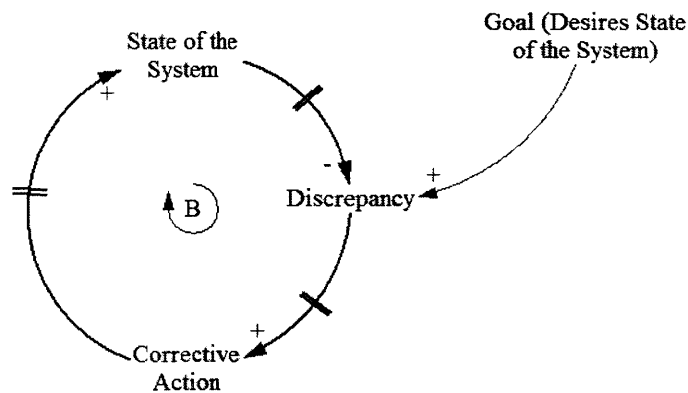 State of the
System
Goal (Desires State
of the System)
+
-
+
Discrepancy
B
+
Corrective
Action